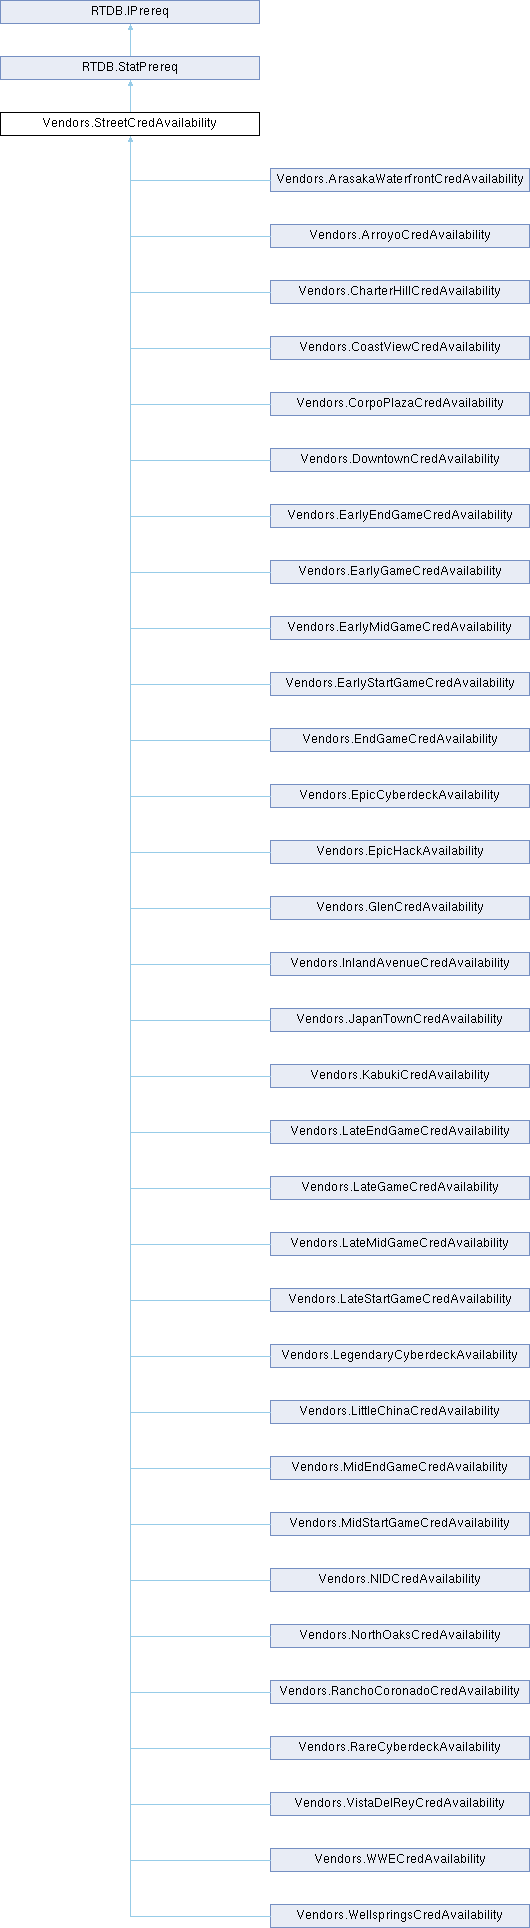 RTDB.IPrereq
RTDB.StatPrereq
Vendors.StreetCredAvailability
Vendors.ArasakaWaterfrontCredAvailability
Vendors.ArroyoCredAvailability
Vendors.CharterHillCredAvailability
Vendors.CoastViewCredAvailability
Vendors.CorpoPlazaCredAvailability
Vendors.DowntownCredAvailability
Vendors.EarlyEndGameCredAvailability
Vendors.EarlyGameCredAvailability
Vendors.EarlyMidGameCredAvailability
Vendors.EarlyStartGameCredAvailability
Vendors.EndGameCredAvailability
Vendors.EpicCyberdeckAvailability
Vendors.EpicHackAvailability
Vendors.GlenCredAvailability
Vendors.InlandAvenueCredAvailability
Vendors.JapanTownCredAvailability
Vendors.KabukiCredAvailability
Vendors.LateEndGameCredAvailability
Vendors.LateGameCredAvailability
Vendors.LateMidGameCredAvailability
Vendors.LateStartGameCredAvailability
Vendors.LegendaryCyberdeckAvailability
Vendors.LittleChinaCredAvailability
Vendors.MidEndGameCredAvailability
Vendors.MidStartGameCredAvailability
Vendors.NIDCredAvailability
Vendors.NorthOaksCredAvailability
Vendors.RanchoCoronadoCredAvailability
Vendors.RareCyberdeckAvailability
Vendors.VistaDelReyCredAvailability
Vendors.WWECredAvailability
Vendors.WellspringsCredAvailability